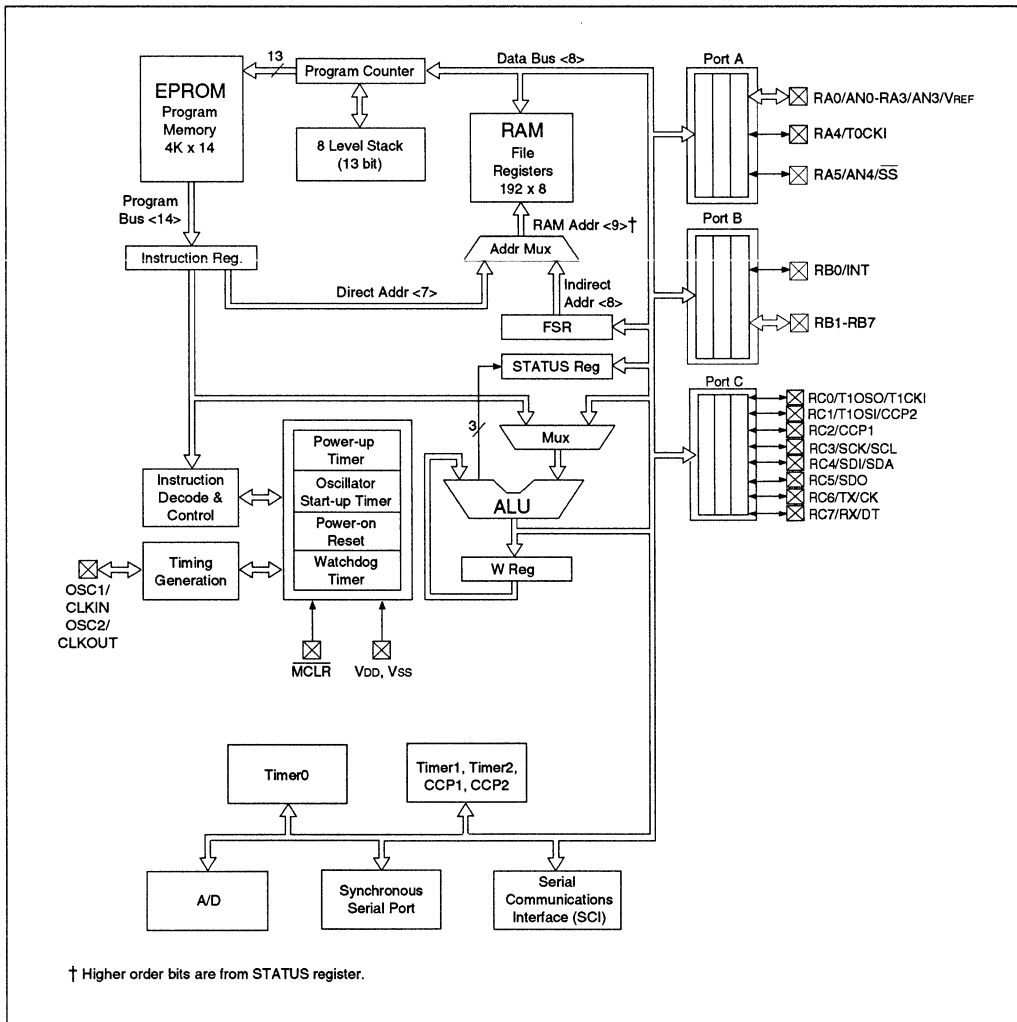 13
EPROM
Program
Memory
4K x 14
Program Counter
8 Level Stack
(13 bit)
Data Bus <8>
RAM
File
Registers
192 x 8
Port A
RA0/AN0-RA3/AN3/VREF
RA4/T0CKI
RA5/AN4/S̅S̅
Program
Bus <14>
RAM Addr <9>†
Port B
Instruction Reg.
Addr Mux
RB0/INT
Direct Addr <7>
Indirect
Addr <8>
FSR
RB1-RB7
STATUS Reg
Port C
RC0/T1OSO/T1CKI
RC1/T1OSI/CCP2
RC2/CCP1
RC3/SCK/SCL
RC4/SDI/SDA
RC5/SDO
RC6/TX/CK
RC7/RX/DT
3
Mux
Power-up
Timer
Oscillator
Start-up Timer
Power-on
Reset
Watchdog
Timer
Instruction
Decode &
Control
ALU
W Reg
Timing
Generation
OSC1/
CLKIN
OSC2/
CLKOUT
M̅C̅L̅R̅
VDD, VSS
Timer0
Timer1, Timer2,
CCP1, CCP2
A/D
Synchronous
Serial Port
Serial
Communications
Interface (SCI)
† Higher order bits are from STATUS register.